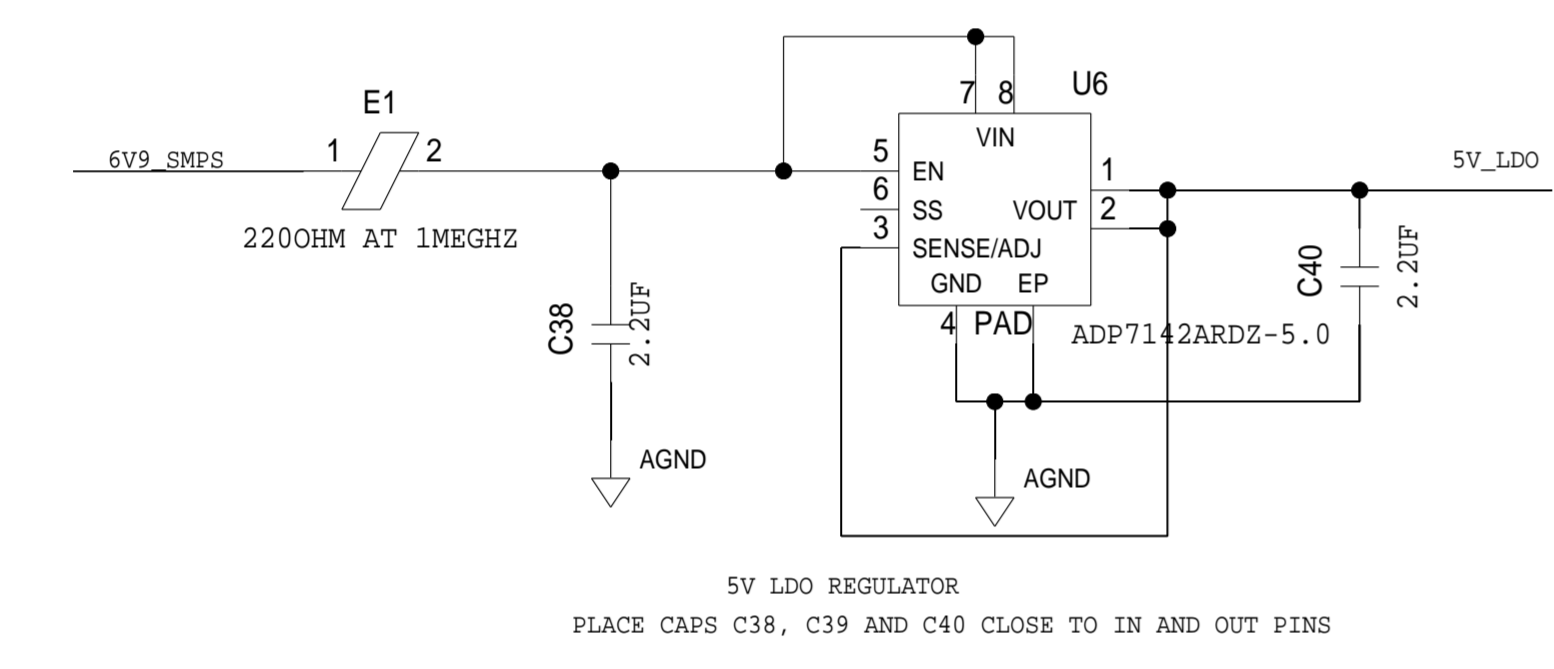 E1
6V9_SMPS
1
2
220OHM AT 1MEGHZ
C38
2.2UF
AGND
7
8
U6
VIN
5
EN
6
SS
3
SENSE/ADJ
VOUT
1
2
GND
EP
4
PAD
ADP7142ARDZ-5.0
5V_LDO
C40
2.2UF
AGND
5V LDO REGULATOR
PLACE CAPS C38, C39 AND C40 CLOSE TO IN AND OUT PINS